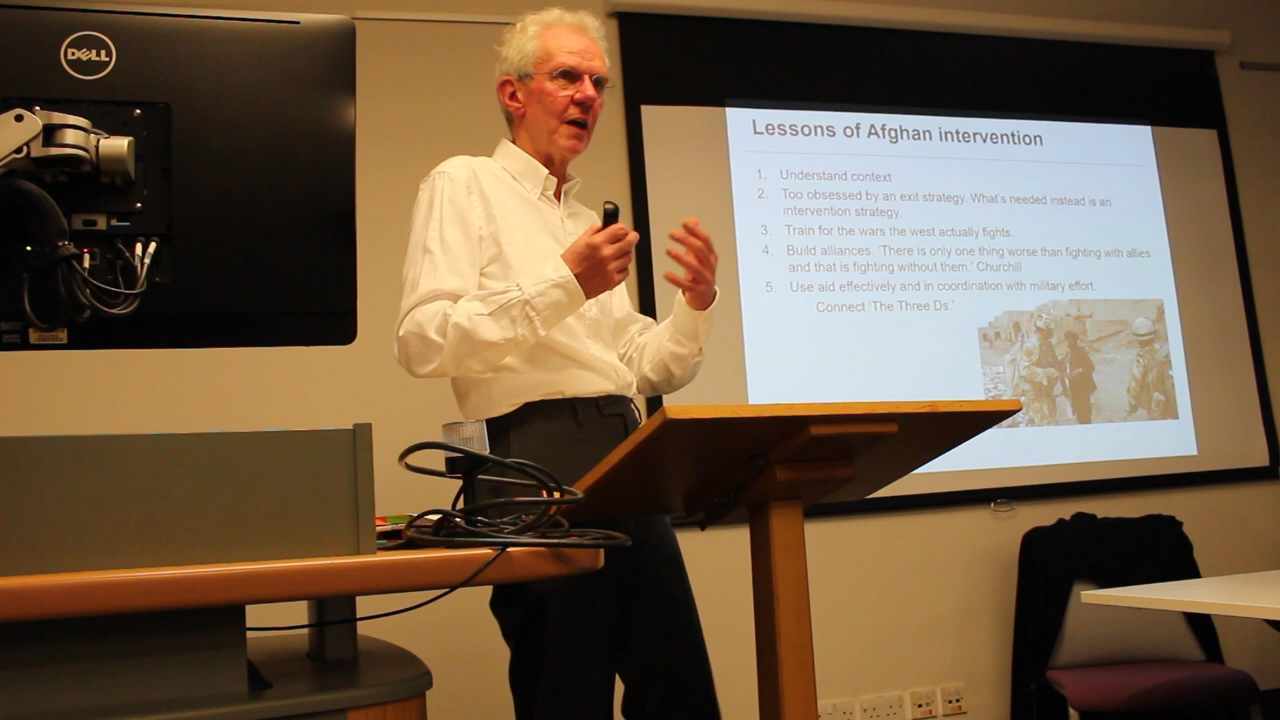 DELL
Lessons of Afghan intervention
1. Understand context
2. Too obsessed by an exit strategy. What's needed instead is an
intervention strategy.
3. Train for the wars the west actually fights.
4. Build alliances. 'There is only one thing worse than fighting with allies
and that is fighting without them.' Churchill
5. Use aid effectively and in coordination with military effort.
Connect 'The Three Ds.'